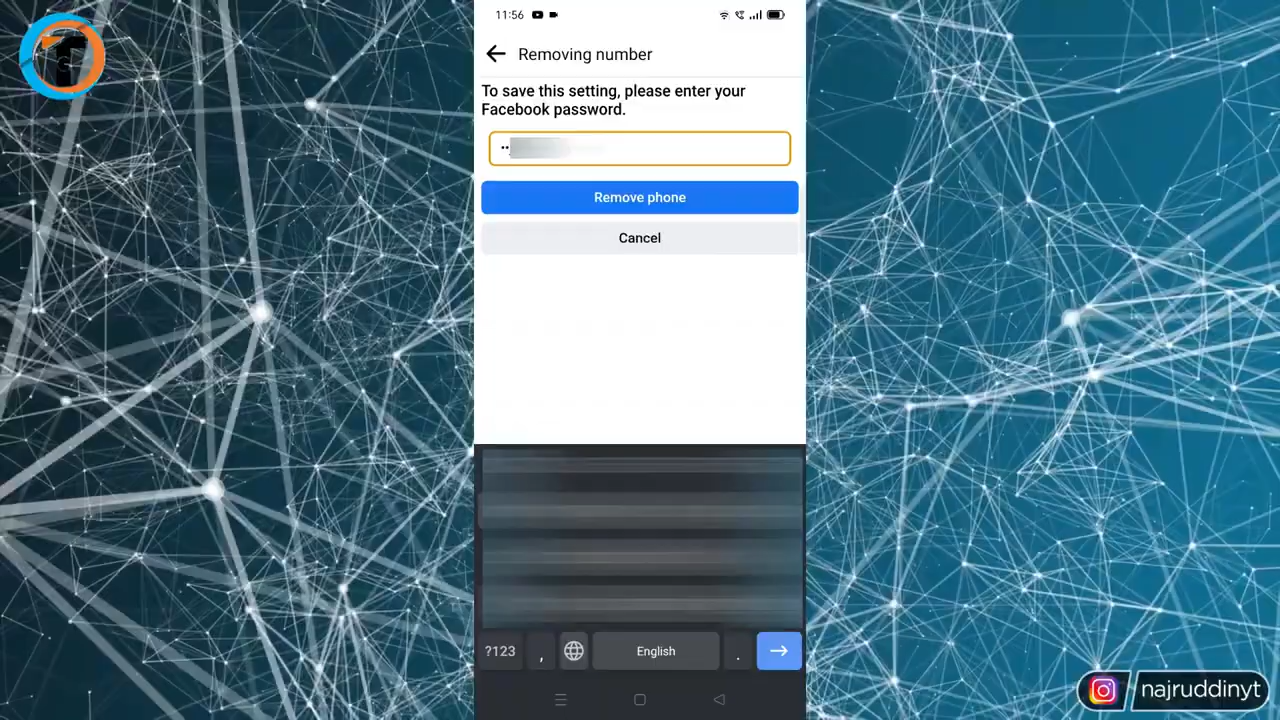 11:56
Removing number
To save this setting, please enter your
Facebook password.
Remove phone
Cancel
?123 , English .
najruddinyt